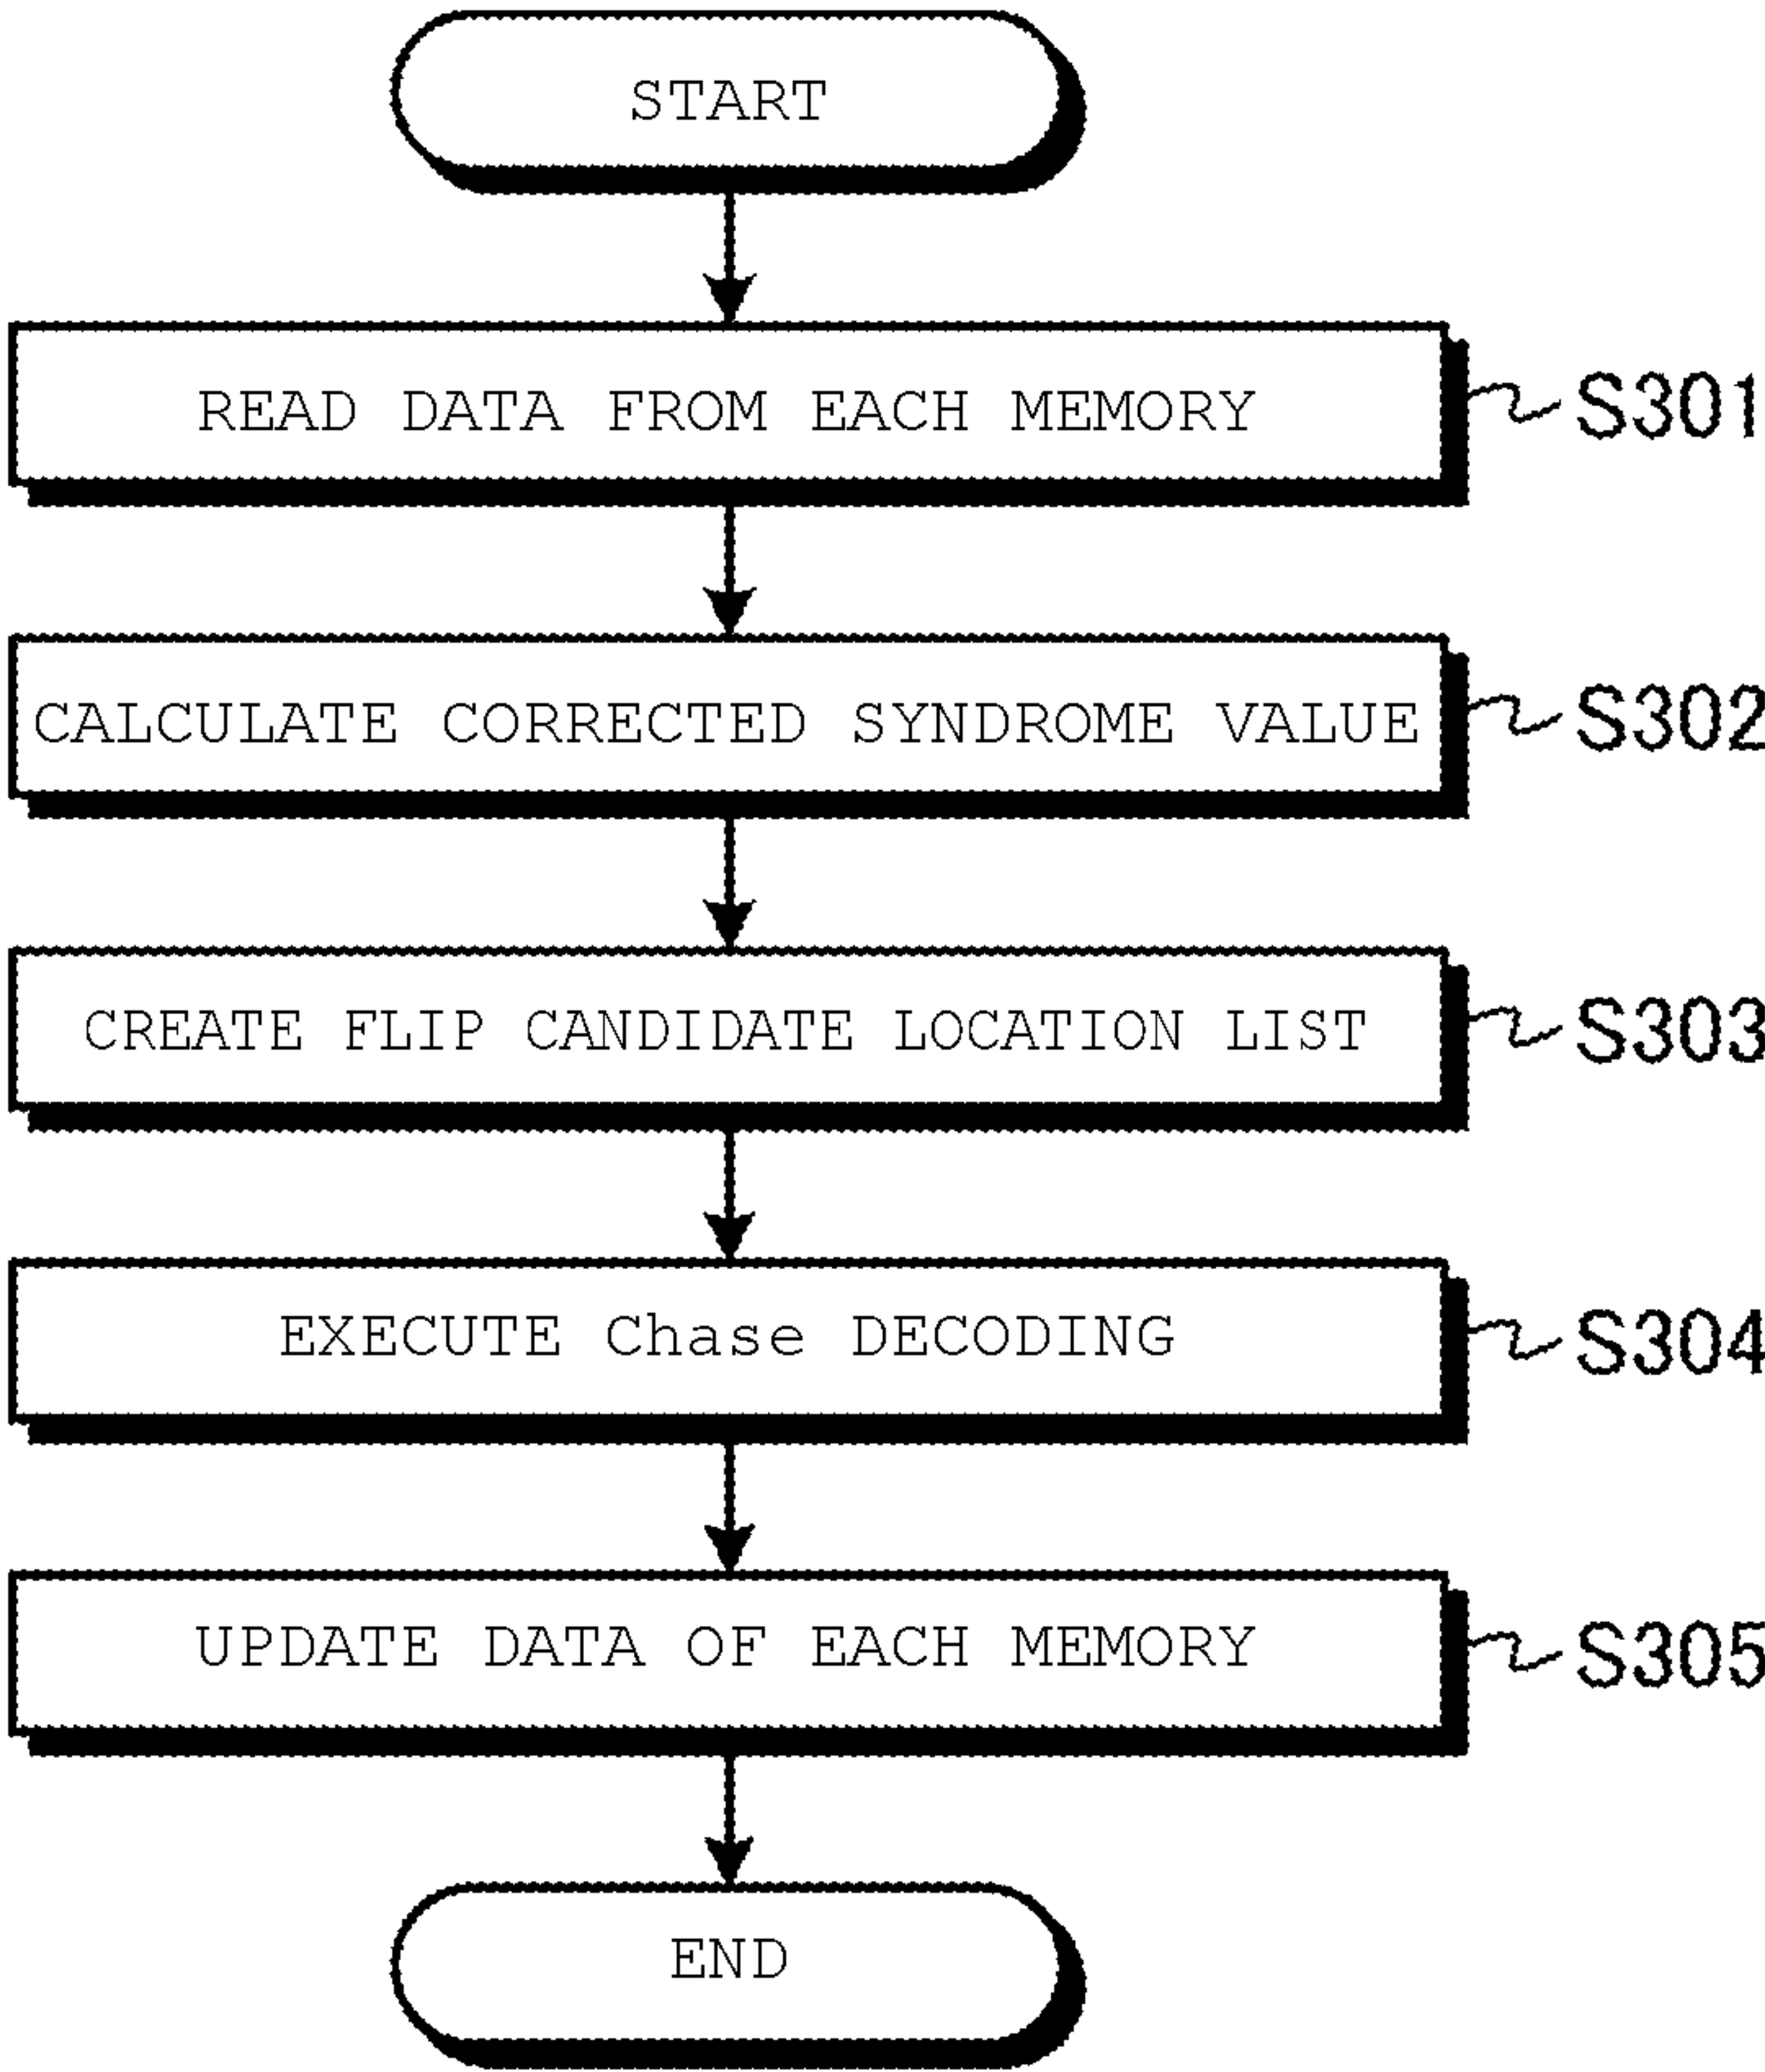 START
READ DATA FROM EACH MEMORY
S301
CALCULATE CORRECTED SYNDROME VALUE
S302
CREATE FLIP CANDIDATE LOCATION LIST
S303
EXECUTE Chase DECODING
S304
UPDATE DATA OF EACH MEMORY
S305
END